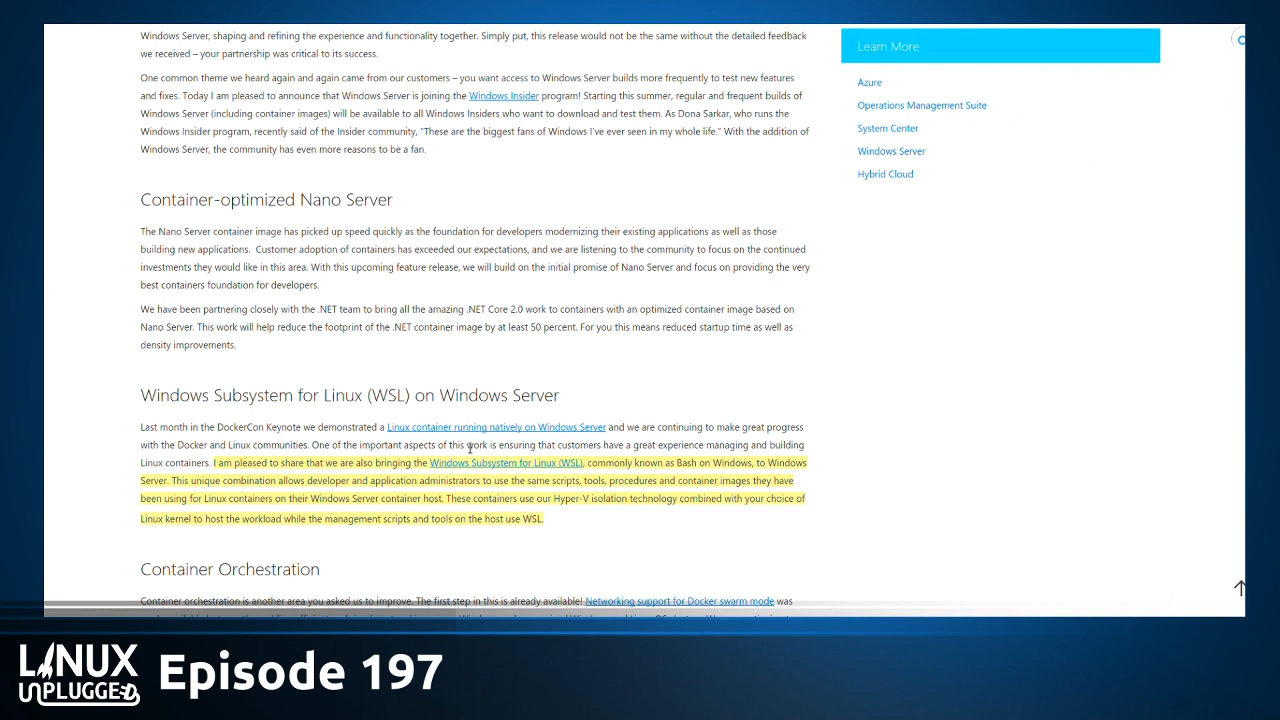 Windows Server, shaping and refining the experience and functionality together. Simply put, this release would not be the same without the detailed feedback
we received – your partnership was critical to its success.
One common theme we heard again and again came from our customers – you want access to Windows Server builds more frequently to test new features
and fixes. Today I am pleased to announce that Windows Server is joining the Windows Insider program! Starting this summer, regular and frequent builds of
Windows Server (including container images) will be available to all Windows Insiders who want to download and test them. As Dona Sarkar, who runs the
Windows Insider program, recently said of the Insider community, "These are the biggest fans of Windows I've ever seen in my whole life." With the addition of
Windows Server, the community has even more reasons to be a fan.
Container-optimized Nano Server
The Nano Server container image has picked up speed quickly as the foundation for developers modernizing their existing applications as well as those
building new applications.  Customer adoption of containers has exceeded our expectations, and we are listening to the community to focus on the continued
investments they would like in this area. With this upcoming feature release, we will build on the initial promise of Nano Server and focus on providing the very
best containers foundation for developers.
We have been partnering closely with the .NET team to bring all the amazing .NET Core 2.0 work to containers with an optimized container image based on
Nano Server. This work will help reduce the footprint of the .NET container image by at least 50 percent. For you this means reduced startup time as well as
density improvements.
Windows Subsystem for Linux (WSL) on Windows Server
Last month in the DockerCon Keynote we demonstrated a Linux container running natively on Windows Server and we are continuing to make great progress
with the Docker and Linux communities. One of the important aspects of this work is ensuring that customers have a great experience managing and building
Linux containers. I am pleased to share that we are also bringing the Windows Subsystem for Linux (WSL), commonly known as Bash on Windows, to Windows
Server. This unique combination allows developer and application administrators to use the same scripts, tools, procedures and container images they have
been using for Linux containers on their Windows Server container host. These containers use our Hyper-V isolation technology combined with your choice of
Linux kernel to host the workload while the management scripts and tools on the host use WSL.
Container Orchestration
Container orchestration is another area you asked us to improve. The first step in this is already available! Networking support for Docker swarm mode was
Learn More
Azure
Operations Management Suite
System Center
Windows Server
Hybrid Cloud
LINUX
UNPLUGGED
Episode 197